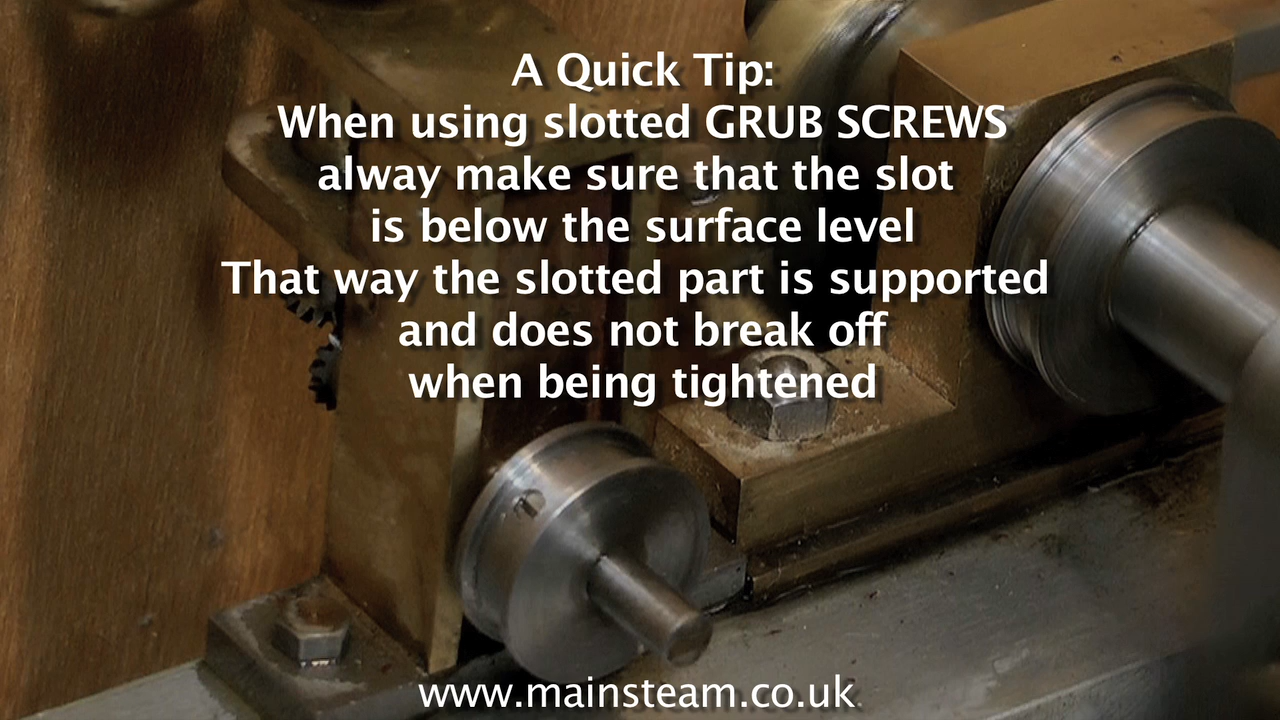 A Quick Tip:
When using slotted GRUB SCREWS
alway make sure that the slot
is below the surface level
That way the slotted part is supported
and does not break off
when being tightened
www.mainsteam.co.uk